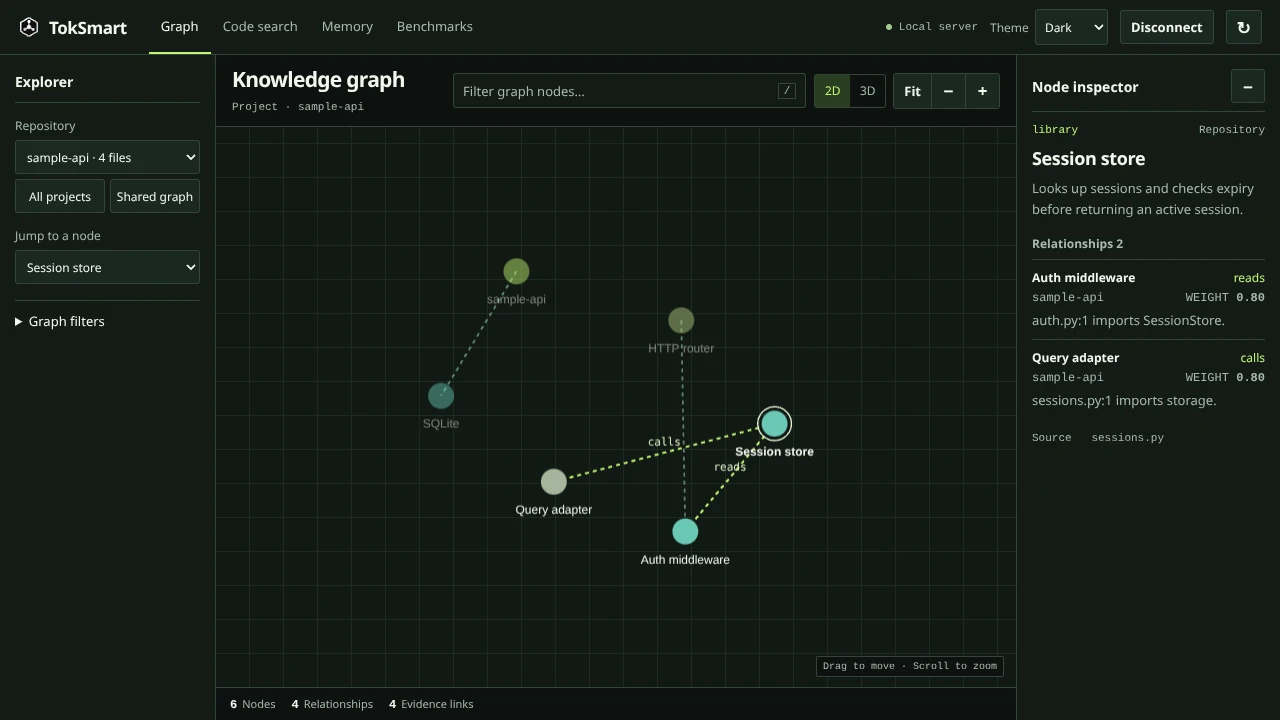 TokSmart Graph Code search Memory Benchmarks Local server Theme Dark Disconnect ↻
Explorer
Repository
sample-api · 4 files
All projects Shared graph
Jump to a node
Session store
Graph filters
Knowledge graph
Project · sample-api
Filter graph nodes... / 2D 3D Fit − +
sample-api
HTTP router
SQLite
calls
Session store
reads
Query adapter
Auth middleware
Drag to move · Scroll to zoom
6 Nodes 4 Relationships 4 Evidence links
Node inspector −
library Repository
Session store
Looks up sessions and checks expiry
before returning an active session.
Relationships 2
Auth middleware reads
sample-api WEIGHT 0.80
auth.py:1 imports SessionStore.
Query adapter calls
sample-api WEIGHT 0.80
sessions.py:1 imports storage.
Source sessions.py